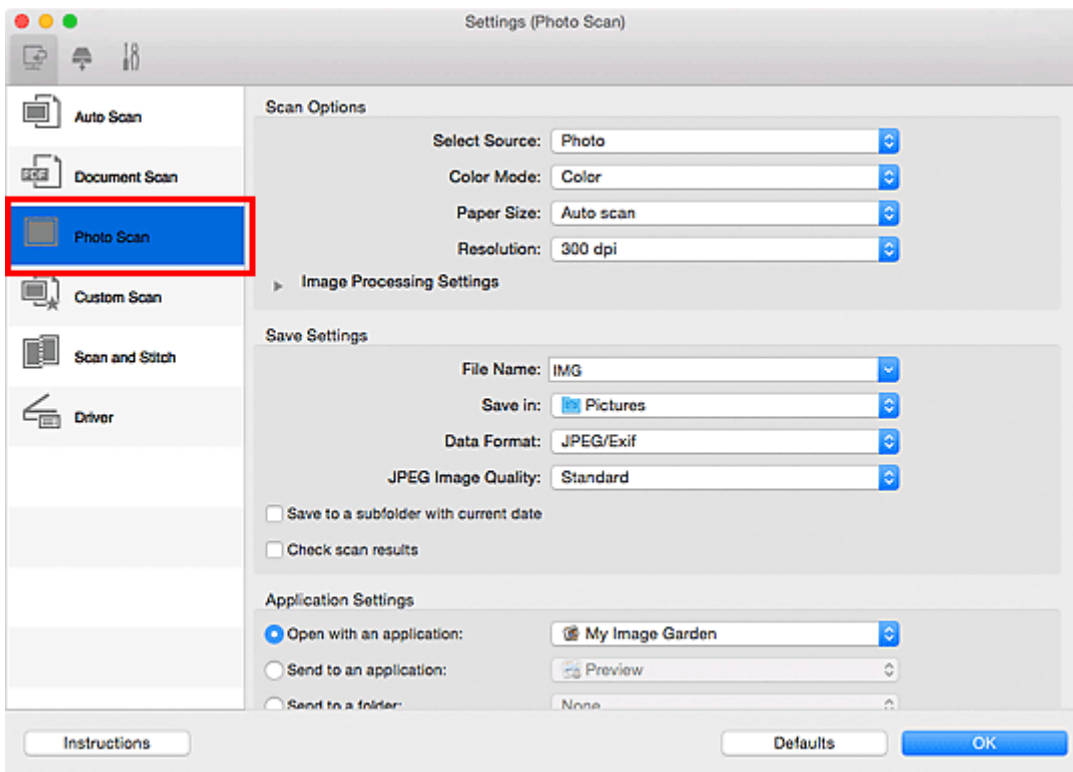 Settings (Photo Scan)
Auto Scan
PDF
Document Scan
Photo Scan
Custom Scan
Scan and Stitch
Driver
Scan Options
Select Source: Photo
Color Mode: Color
Paper Size: Auto scan
Resolution: 300 dpi
Image Processing Settings
Save Settings
File Name: IMG
Save in: Pictures
Data Format: JPEG/Exif
JPEG Image Quality: Standard
Save to a subfolder with current date
Check scan results
Application Settings
Open with an application: My Image Garden
Send to an application: Preview
Send to a folder: None
Instructions Defaults OK